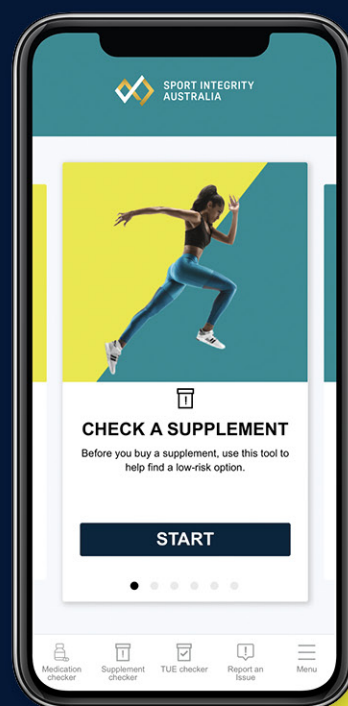 SPORT INTEGRITY
AUSTRALIA
CHECK A SUPPLEMENT
Before you buy a supplement, use this tool to
help find a low-risk option.
START
Medication
checker
Supplement
checker
TUE checker
Report an
Issue
Menu